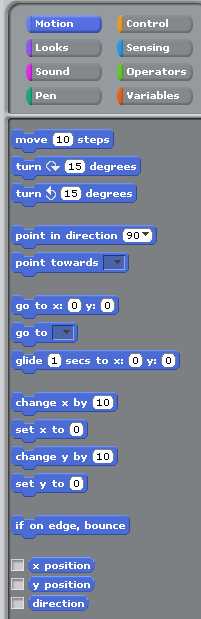 Motion Control
Looks Sensing
Sound Operators
Pen Variables
move 10 steps
turn 15 degrees
turn 15 degrees
point in direction 90
point towards
go to x: 0 y: 0
go to
glide 1 secs to x: 0 y: 0
change x by 10
set x to 0
change y by 10
set y to 0
if on edge, bounce
x position
y position
direction